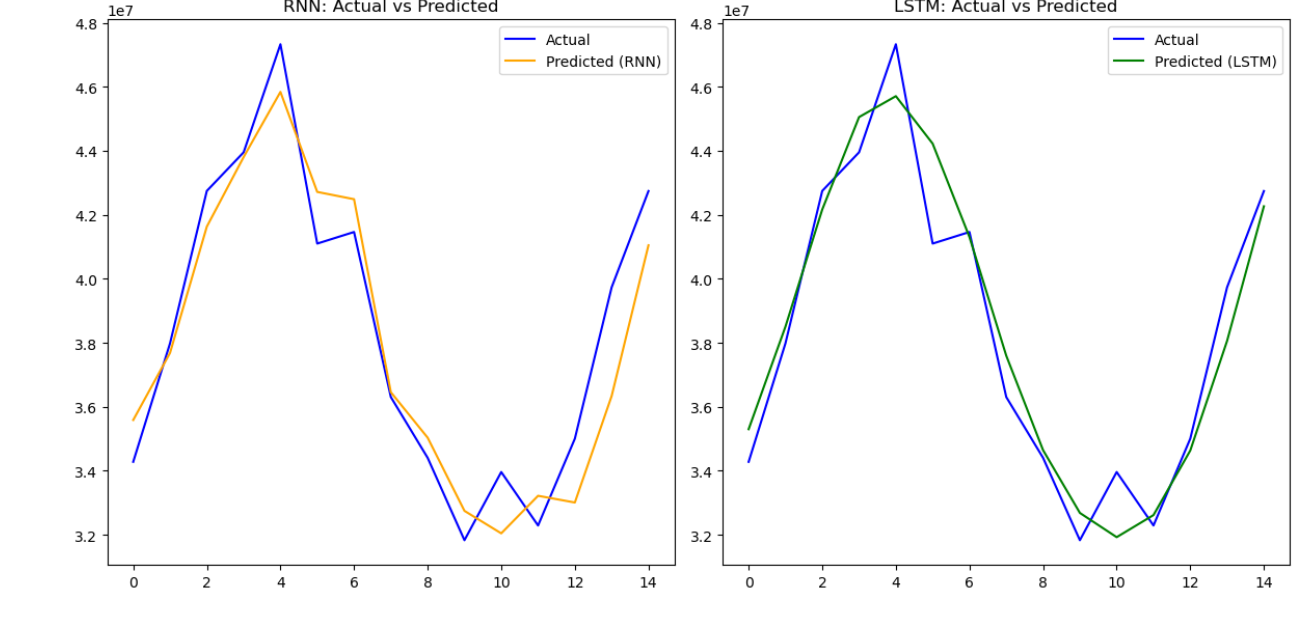 RNN: Actual vs Predicted
1e7
4.8
4.6
4.4
4.2
4.0
3.8
3.6
3.4
3.2
0 2 4 6 8 10 12 14
Actual
Predicted (RNN)
LSTM: Actual vs Predicted
1e7
4.8
4.6
4.4
4.2
4.0
3.8
3.6
3.4
3.2
0 2 4 6 8 10 12 14
Actual
Predicted (LSTM)